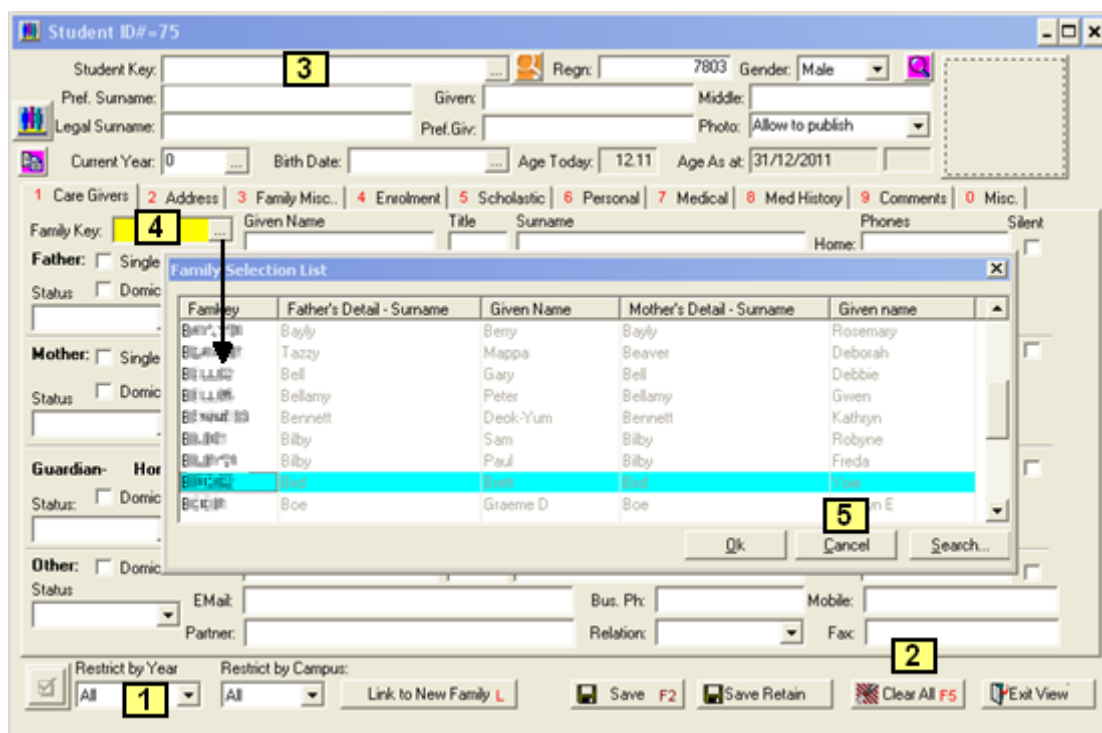 Student ID#=75
Student Key: 3 ... Regn: 7803 Gender: Male
Pref. Surname: Given: Middle:
Legal Surname: Pref.Giv: Photo: Allow to publish
Current Year: 0 ... Birth Date: ... Age Today: 12.11 Age As at: 31/12/2011
1 Care Givers 2 Address 3 Family Misc.. 4 Enrolment 5 Scholastic 6 Personal 7 Medical 8 Med History 9 Comments 0 Misc.
Family Key: 4 ... Given Name Title Surname Phones Silent
Home:
Father: Single
Family Selection List
Status Domic
Famkey Father's Detail - Surname Given Name Mother's Detail - Surname Given name
Bayly Berry Bayly Rosemary
Mother: Single
Tazzy Mappa Beaver Deborah
Bell Gary Bell Debbie
Status Domic
Bellamy Peter Bellamy Gwen
Bennett Deok-Yum Bennett Kathryn
Bilby Sam Bilby Robyne
Guardian- Hor
Bilby Paul Bilby Freda
Bird Brett Bird
Status: Domic
Boe Graeme D Boe
5
Ok Cancel Search...
Other: Domic
Status
EMail: Bus. Ph: Mobile:
Partner: Relation: Fax:
2
Restrict by Year Restrict by Campus:
All 1 All Link to New Family L Save F2 Save Retain Clear All F5 Exit View